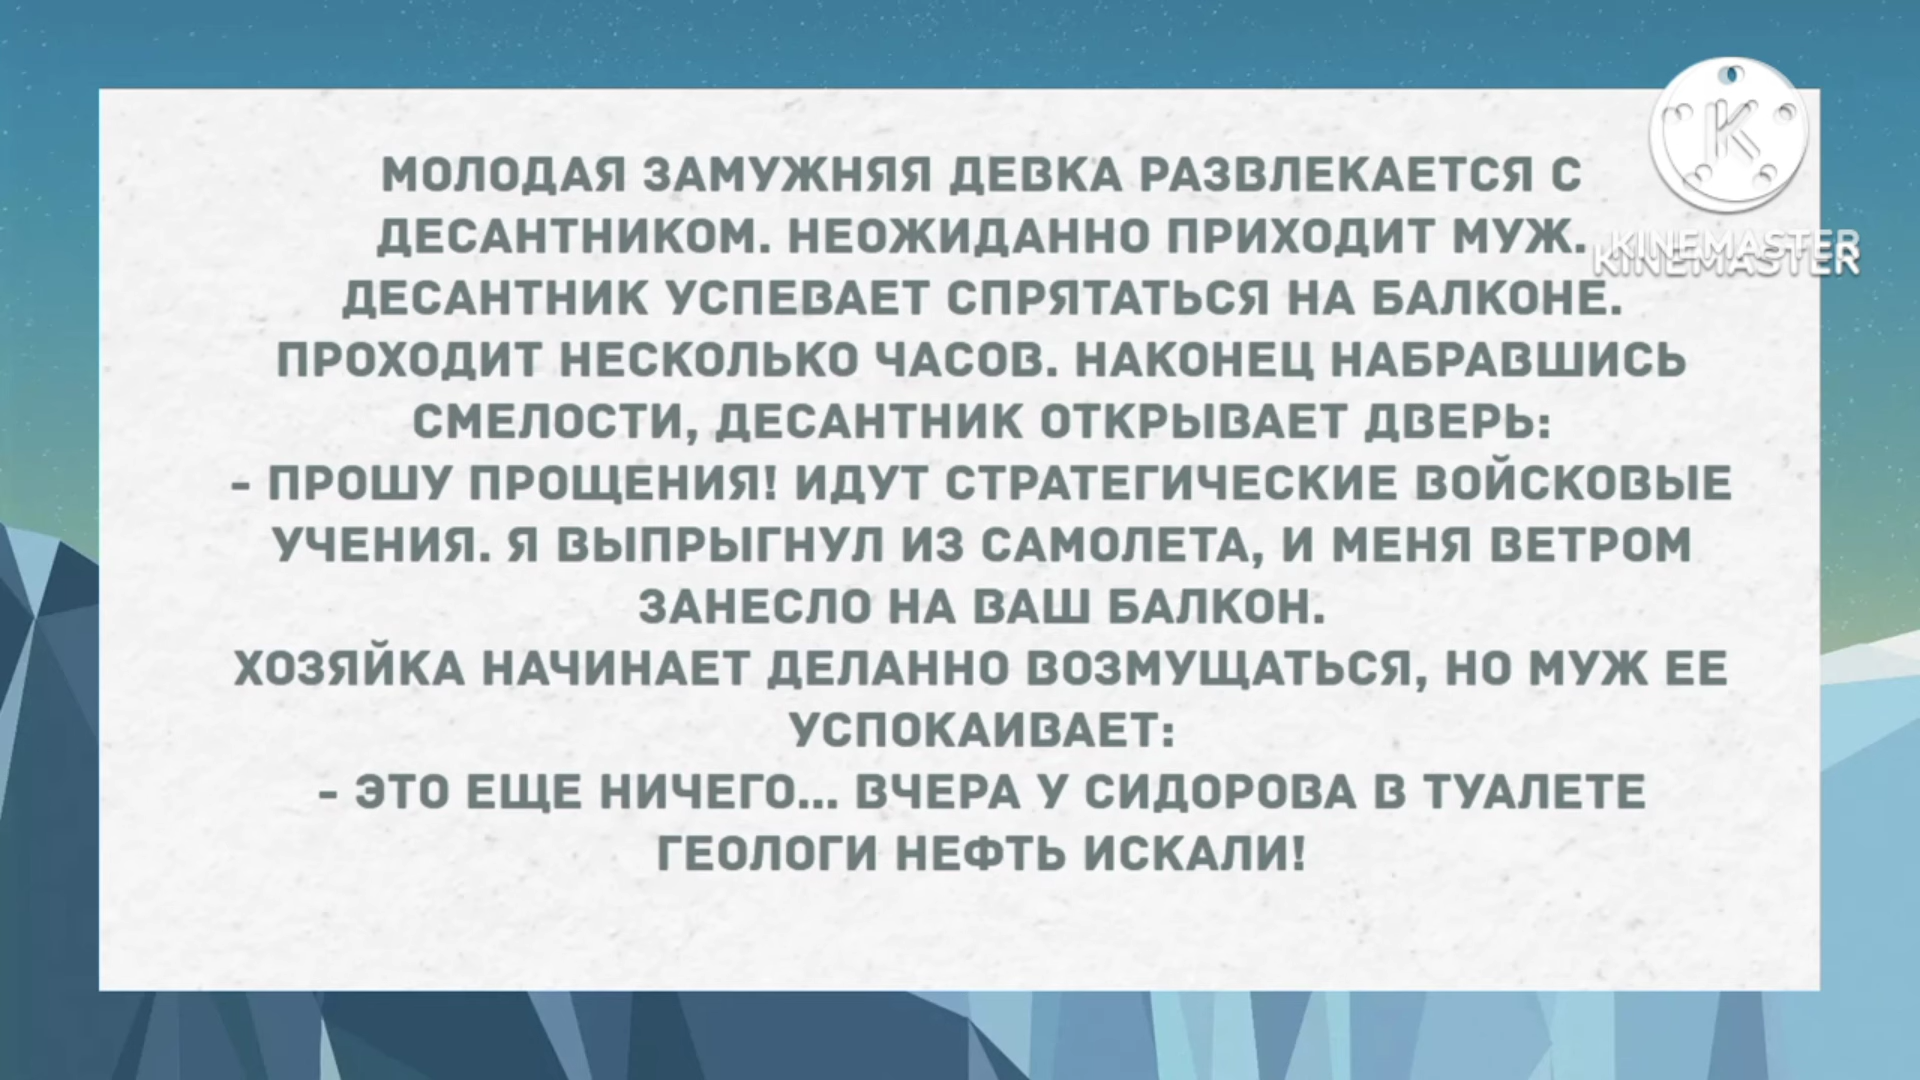 МОЛОДАЯ ЗАМУЖНЯЯ ДЕВКА РАЗВЛЕКАЕТСЯ С
ДЕСАНТНИКОМ. НЕОЖИДАННО ПРИХОДИТ МУЖ.
ДЕСАНТНИК УСПЕВАЕТ СПРЯТАТЬСЯ НА БАЛКОНЕ.
ПРОХОДИТ НЕСКОЛЬКО ЧАСОВ. НАКОНЕЦ НАБРАВШИСЬ
СМЕЛОСТИ, ДЕСАНТНИК ОТКРЫВАЕТ ДВЕРЬ:
- ПРОШУ ПРОЩЕНИЯ! ИДУТ СТРАТЕГИЧЕСКИЕ ВОЙСКОВЫЕ
УЧЕНИЯ. Я ВЫПРЫГНУЛ ИЗ САМОЛЕТА, И МЕНЯ ВЕТРОМ
ЗАНЕСЛО НА ВАШ БАЛКОН.
ХОЗЯЙКА НАЧИНАЕТ ДЕЛАННО ВОЗМУЩАТЬСЯ, НО МУЖ ЕЕ
УСПОКАИВАЕТ:
- ЭТО ЕЩЕ НИЧЕГО... ВЧЕРА У СИДОРОВА В ТУАЛЕТЕ
ГЕОЛОГИ НЕФТЬ ИСКАЛИ!
K
KINEMASTER
KINEMASTER